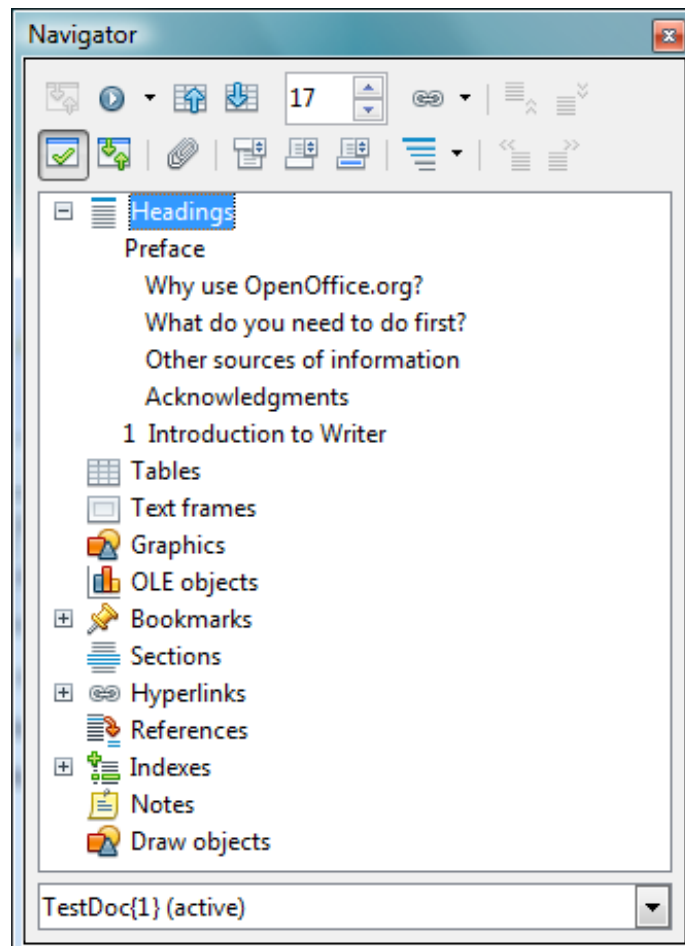 Navigator
17
Headings
Preface
Why use OpenOffice.org?
What do you need to do first?
Other sources of information
Acknowledgments
1 Introduction to Writer
Tables
Text frames
Graphics
OLE objects
Bookmarks
Sections
Hyperlinks
References
Indexes
Notes
Draw objects
TestDoc{1} (active)